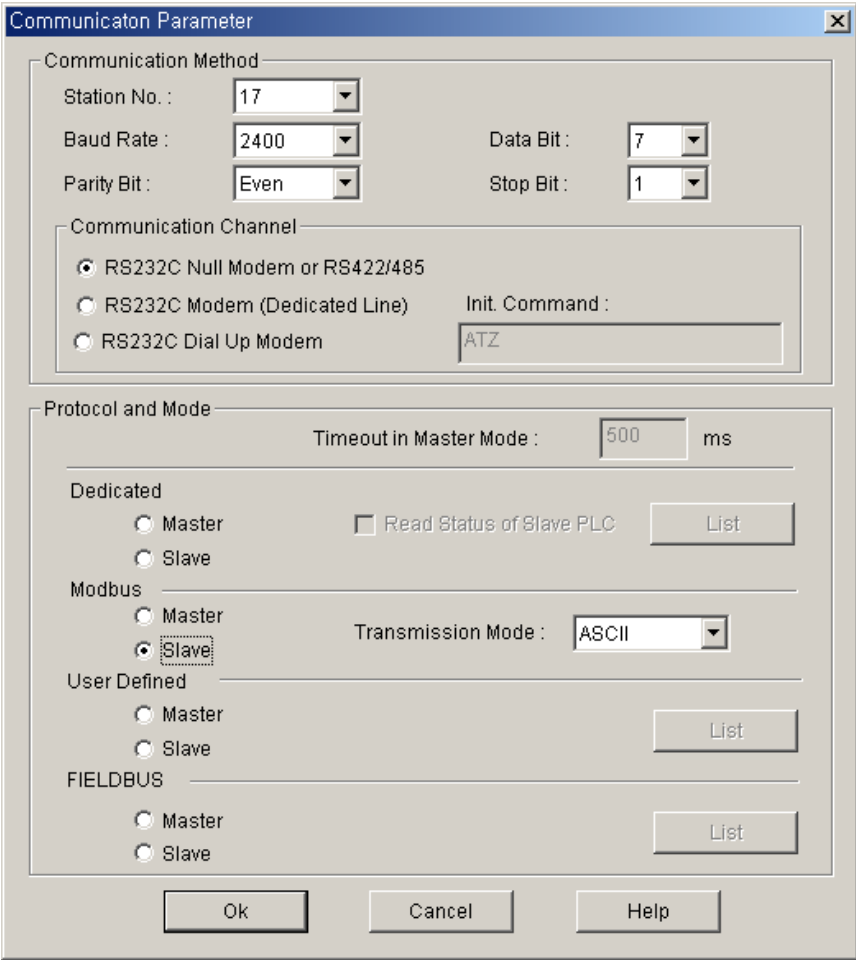 Communicaton Parameter
Communication Method
Station No. : 17
Baud Rate : 2400 Data Bit : 7
Parity Bit : Even Stop Bit : 1
Communication Channel
RS232C Null Modem or RS422/485
RS232C Modem (Dedicated Line) Init. Command :
RS232C Dial Up Modem ATZ
Protocol and Mode
Timeout in Master Mode : 500 ms
Dedicated
Master Read Status of Slave PLC List
Slave
Modbus
Master
Transmission Mode : ASCII
Slave
User Defined
Master
List
Slave
FIELDBUS
Master
List
Slave
Ok Cancel Help